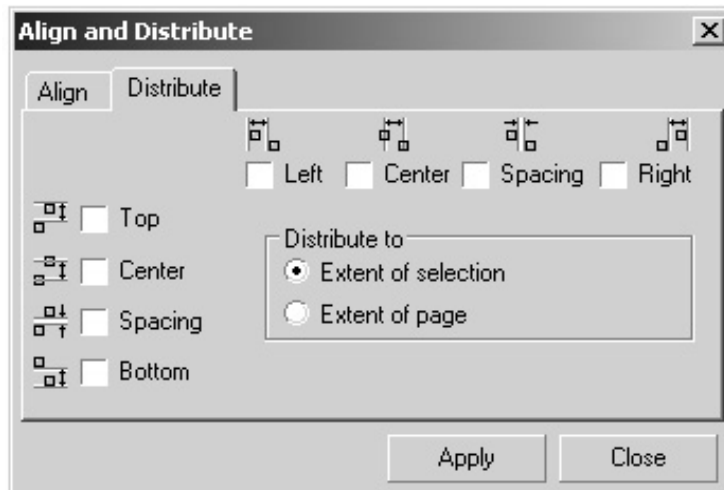 Align and Distribute
Align Distribute
Left Center Spacing Right
Top
Distribute to
Extent of selection
Center
Extent of page
Spacing
Bottom
Apply Close